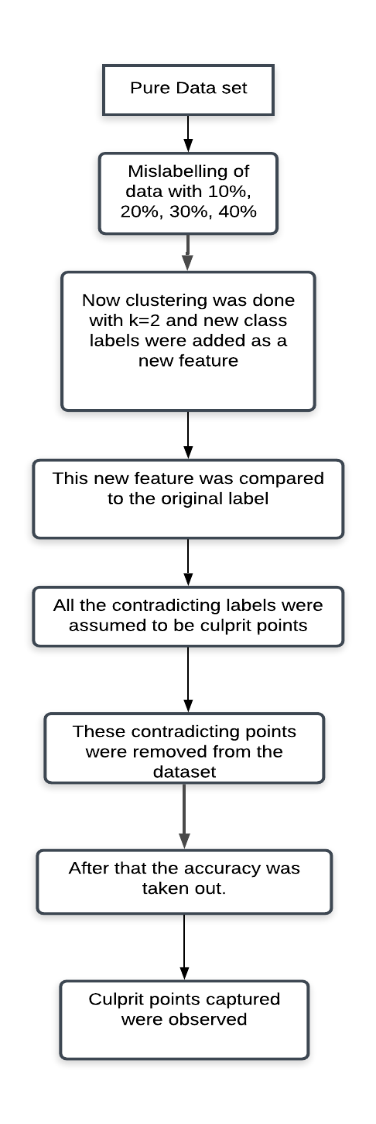 Pure Data set
Mislabelling of
data with 10%,
20%, 30%, 40%
Now clustering was done
with k=2 and new class
labels were added as a
new feature
This new feature was compared
to the original label
All the contradicting labels were
assumed to be culprit points
These contradicting points
were removed from the
dataset
After that the accuracy was
taken out.
Culprit points captured
were observed